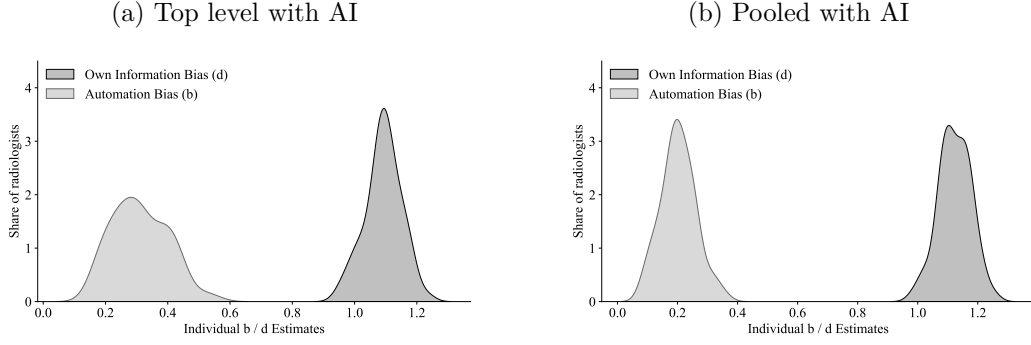 (a) Top level with AI
Own Information Bias (d)
Automation Bias (b)
Share of radiologists
4
3
2
1
0
0.0 0.2 0.4 0.6 0.8 1.0 1.2
Individual b / d Estimates
(b) Pooled with AI
Own Information Bias (d)
Automation Bias (b)
Share of radiologists
4
3
2
1
0
0.0 0.2 0.4 0.6 0.8 1.0 1.2
Individual b / d Estimates